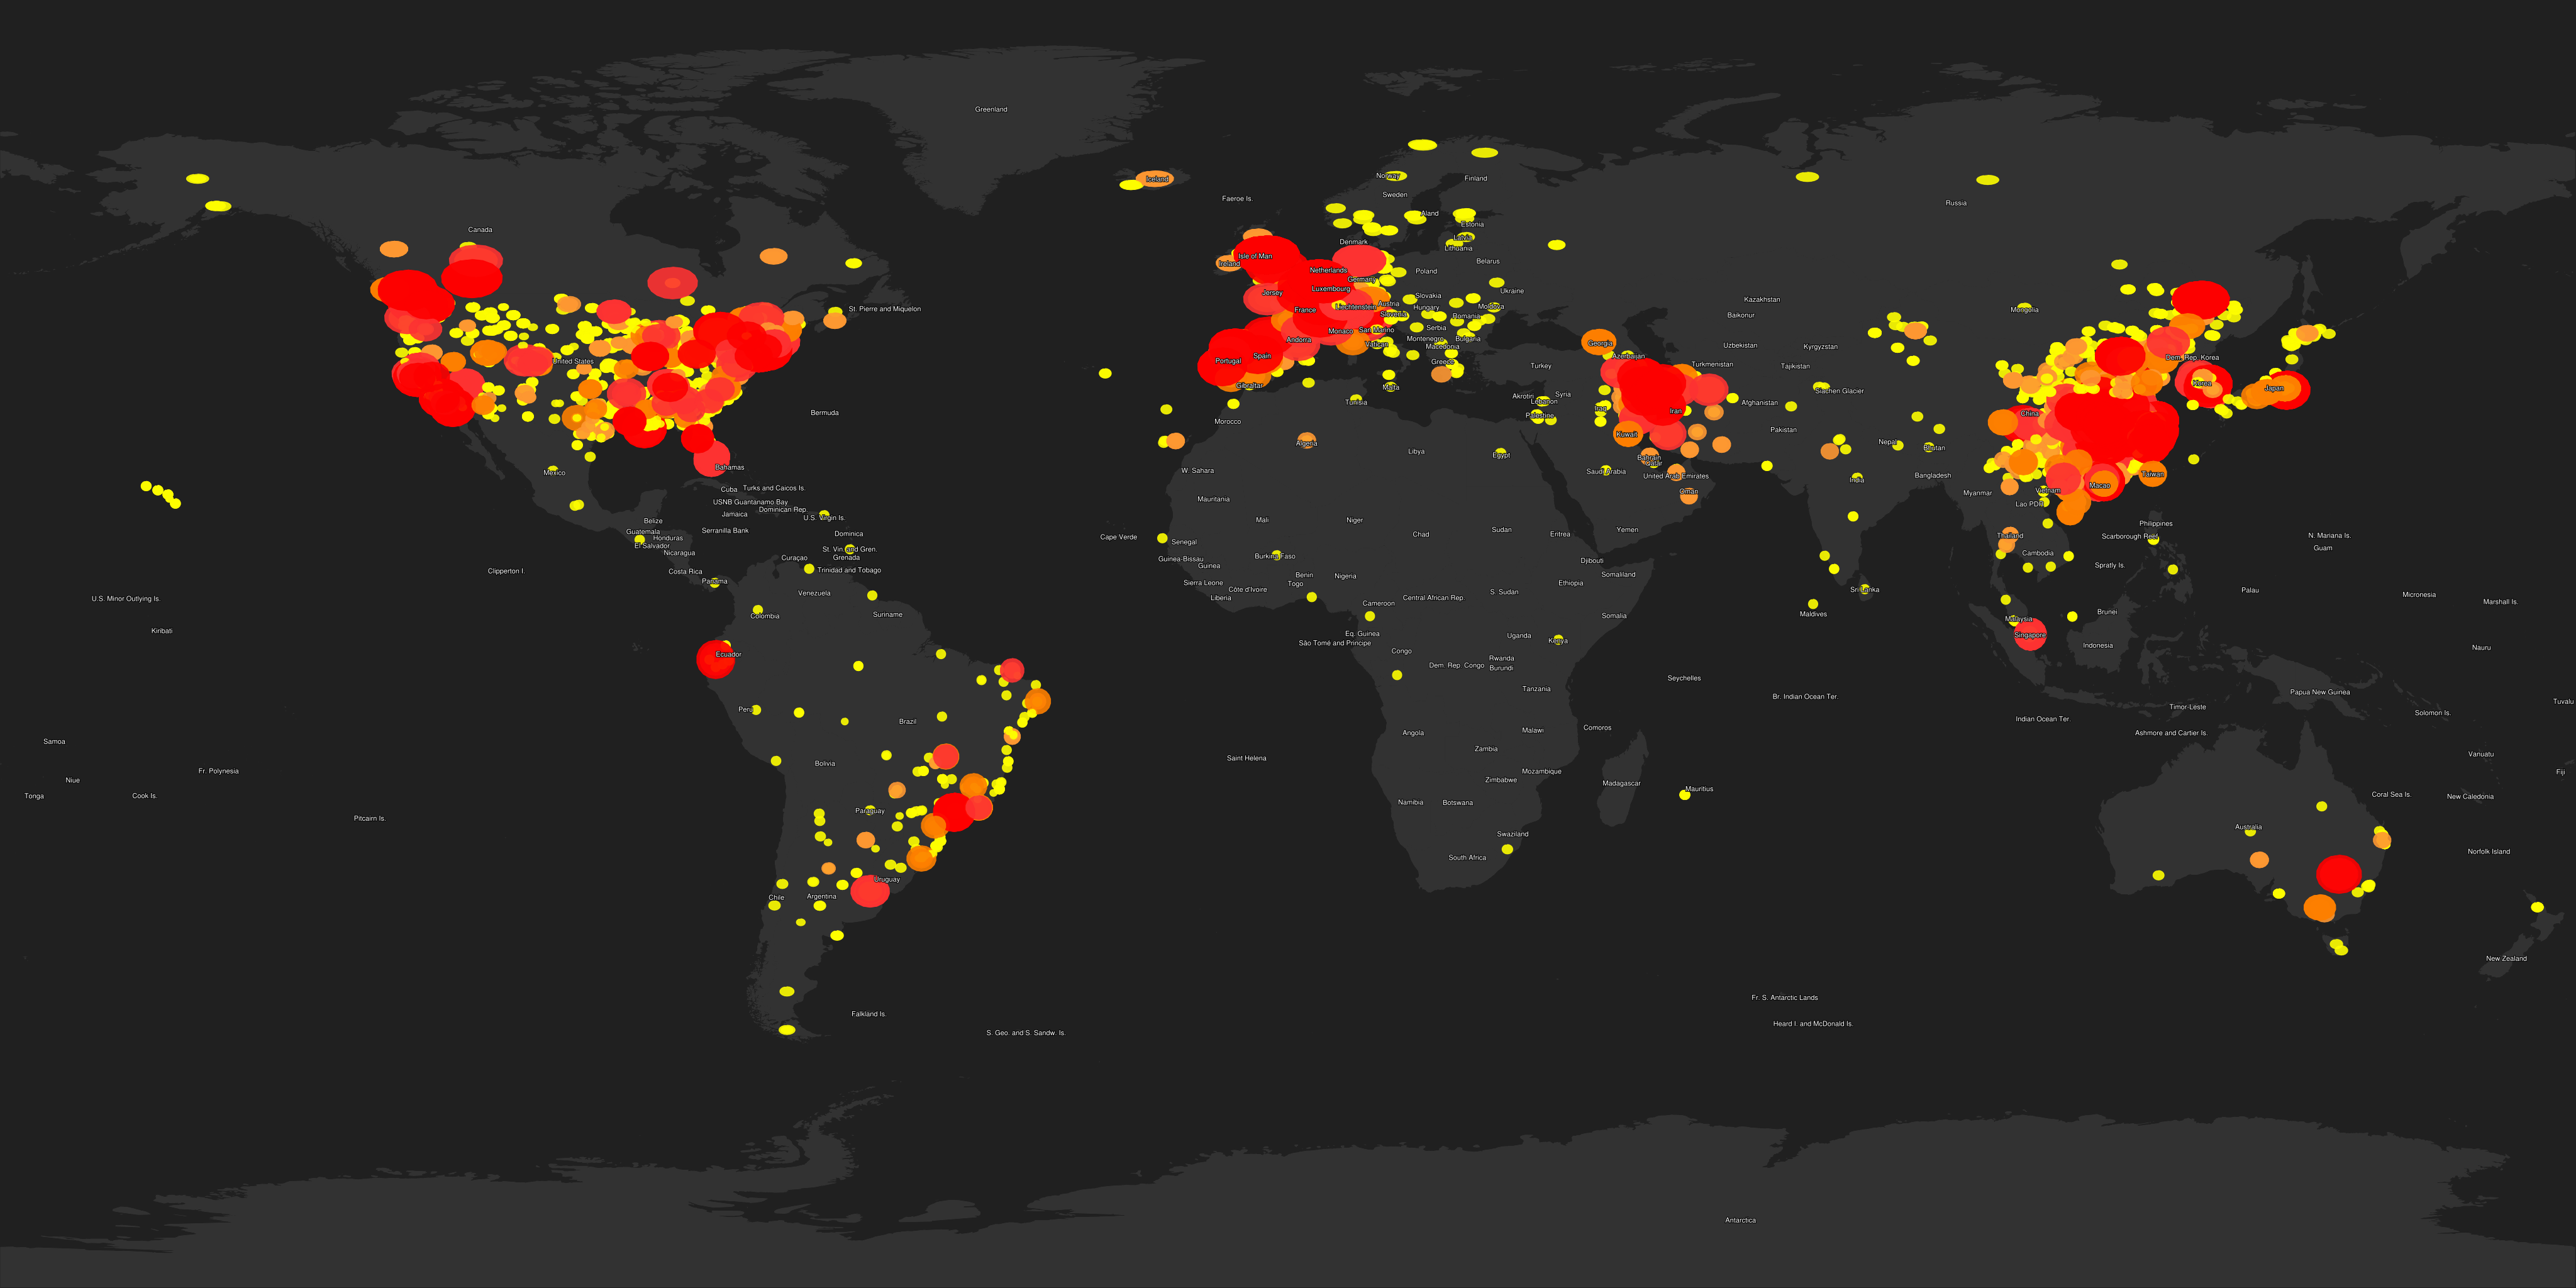 Greenland
Canada
Iceland
Faeroe Is.
Norway
Finland
Sweden
Aland
Estonia
Latvia
Lithuania
Russia
Denmark
Isle of Man
Ireland
Netherlands
Belarus
Poland
Germany
Luxembourg
Jersey
Ukraine
Slovakia
Kazakhstan
Liechtenstein
Austria
Hungary
Moldova
St. Pierre and Miquelon
France
Slovenia
Romania
Baikonur
Mongolia
Serbia
Monaco
San Marino
Montenegro
Bulgaria
Andorra
Vatican
Macedonia
Georgia
Uzbekistan
Kyrgyzstan
United States
Portugal
Spain
Greece
Turkey
Azerbaijan
Turkmenistan
Tajikistan
Dem. Rep. Korea
Gibraltar
Malta
Siachen Glacier
Korea
Japan
Tunisia
Akrotiri
Syria
Lebanon
Afghanistan
Bermuda
Morocco
Palestine
Iraq
Iran
China
Pakistan
Kuwait
Algeria
Libya
Egypt
Nepal
Bhutan
Bahamas
Mexico
W. Sahara
Saudi Arabia
Bahrain
Qatar
United Arab Emirates
India
Bangladesh
Taiwan
Macao
Cuba
Turks and Caicos Is.
Oman
Myanmar
Vietnam
USNB Guantanamo Bay
Mauritania
Lao PDR
Jamaica
Dominican Rep.
U.S. Virgin Is.
Belize
Mali
Niger
Philippines
Guatemala
Honduras
Serranilla Bank
Dominica
Cape Verde
Senegal
Chad
Sudan
Eritrea
Yemen
Thailand
Scarborough Reef
N. Mariana Is.
El Salvador
Nicaragua
St. Vin. and Gren.
Grenada
Guam
Curaçao
Guinea-Bissau
Guinea
Burkina Faso
Djibouti
Cambodia
Clipperton I.
Costa Rica
Panama
Trinidad and Tobago
Benin
Nigeria
Togo
Somaliland
Spratly Is.
Sierra Leone
Côte d'Ivoire
Ethiopia
Venezuela
Liberia
Central African Rep.
S. Sudan
Sri Lanka
Palau
Micronesia
U.S. Minor Outlying Is.
Marshall Is.
Colombia
Suriname
Cameroon
Somalia
Maldives
Brunei
Malaysia
Kiribati
Eq. Guinea
Singapore
São Tomé and Principe
Uganda
Kenya
Indonesia
Nauru
Ecuador
Congo
Dem. Rep. Congo
Rwanda
Burundi
Seychelles
Tanzania
Br. Indian Ocean Ter.
Papua New Guinea
Peru
Timor-Leste
Tuvalu
Solomon Is.
Brazil
Indian Ocean Ter.
Angola
Malawi
Comoros
Ashmore and Cartier Is.
Samoa
Zambia
Vanuatu
Saint Helena
Bolivia
Fr. Polynesia
Mozambique
Fiji
Niue
Zimbabwe
Madagascar
Mauritius
Tonga
Cook Is.
Coral Sea Is.
New Caledonia
Namibia
Botswana
Paraguay
Pitcairn Is.
Australia
Swaziland
Norfolk Island
South Africa
Uruguay
Chile
Argentina
New Zealand
Fr. S. Antarctic Lands
Falkland Is.
Heard I. and McDonald Is.
S. Geo. and S. Sandw. Is.
Antarctica